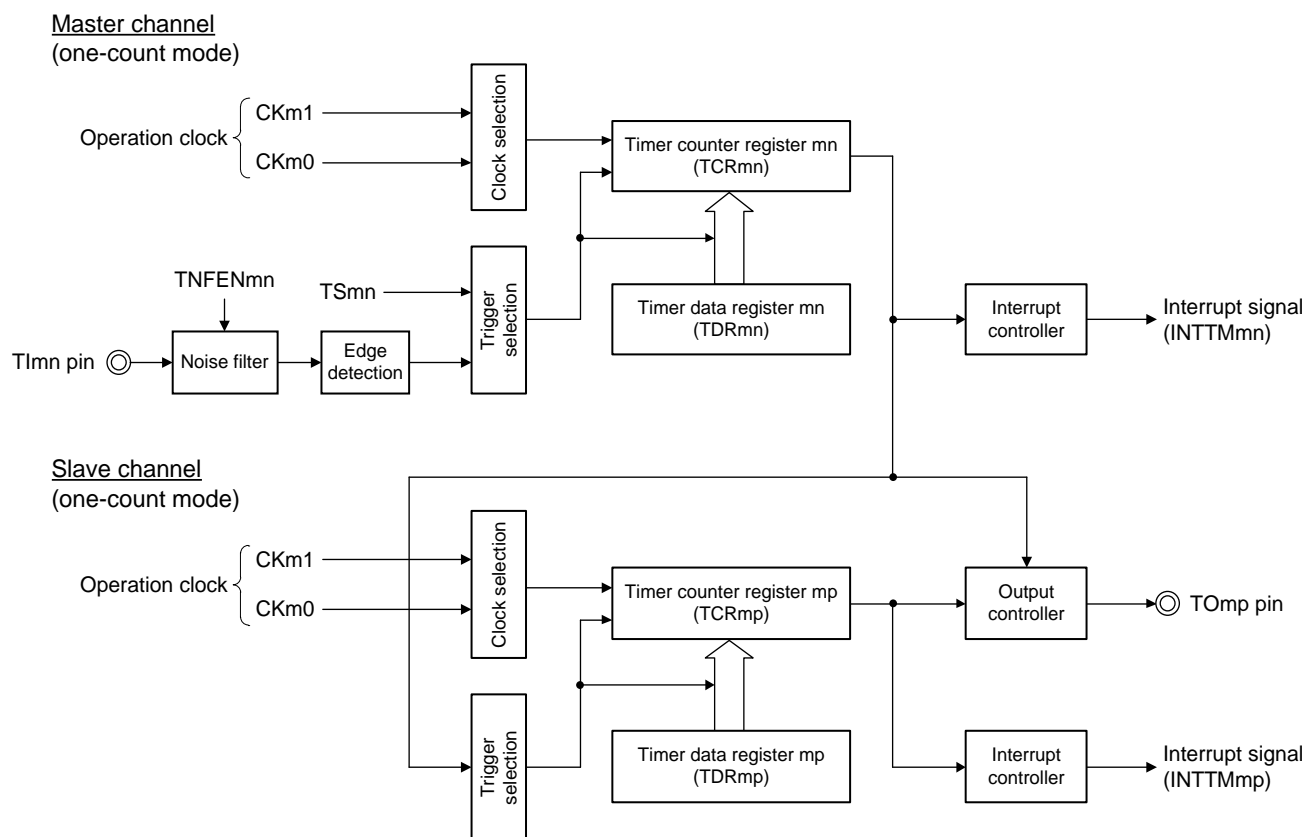 Master channel
(one-count mode)
Operation clock
CKm1
CKm0
Clock selection
Timer counter register mn
(TCRmn)
TNFENmn
TSmn
Trigger
selection
Timer data register mn
(TDRmn)
Interrupt
controller
Interrupt signal
(INTTMmn)
TImn pin
Noise filter
Edge
detection
Slave channel
(one-count mode)
Operation clock
CKm1
CKm0
Clock selection
Timer counter register mp
(TCRmp)
Output
controller
TOmp pin
Trigger
selection
Timer data register mp
(TDRmp)
Interrupt
controller
Interrupt signal
(INTTMmp)